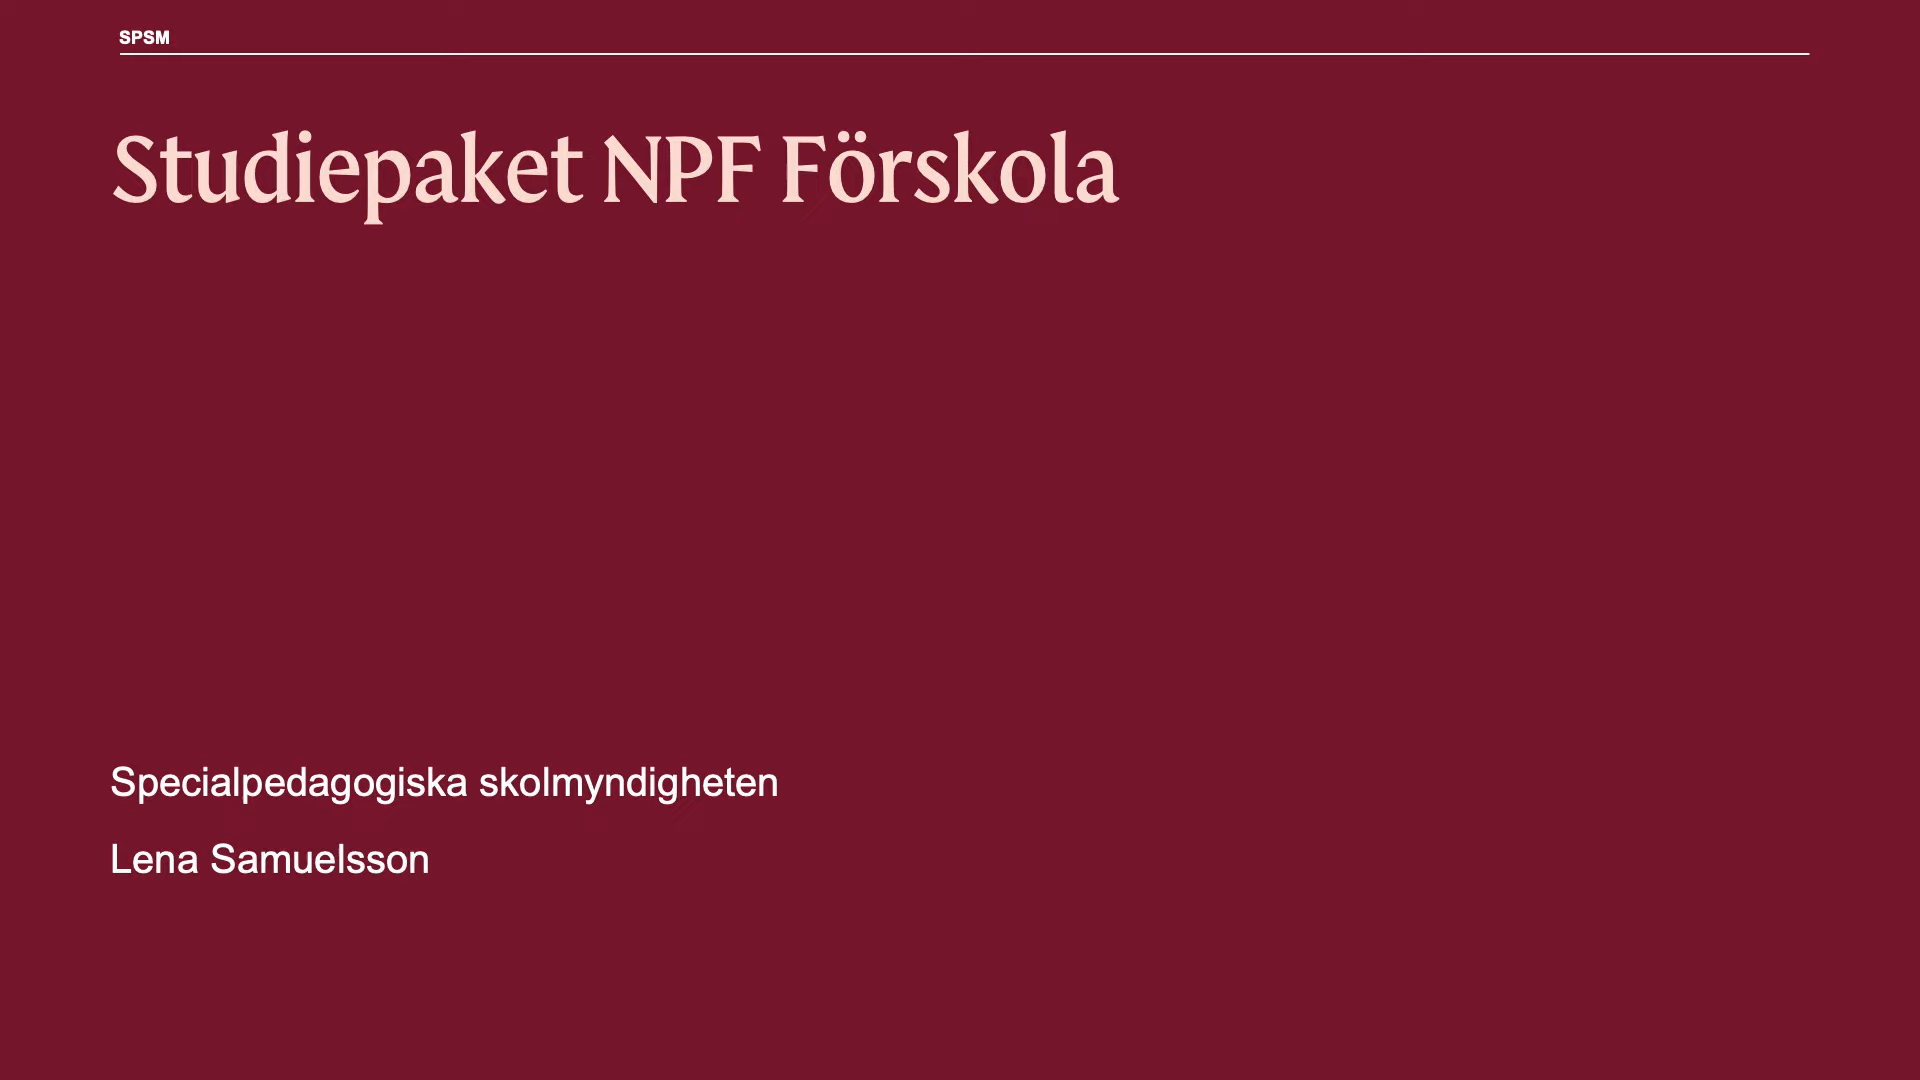 SPSM
Studiepaket NPF Förskola
Specialpedagogiska skolmyndigheten
Lena Samuelsson